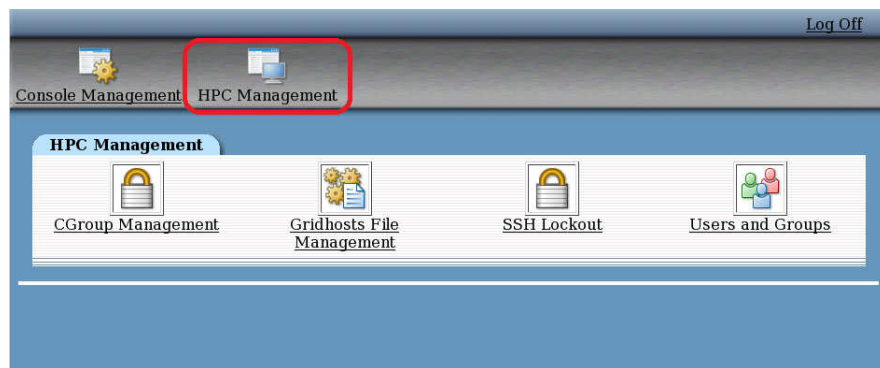 Log Off
Console Management
HPC Management
HPC Management
CGroup Management
Gridhosts File
Management
SSH Lockout
Users and Groups